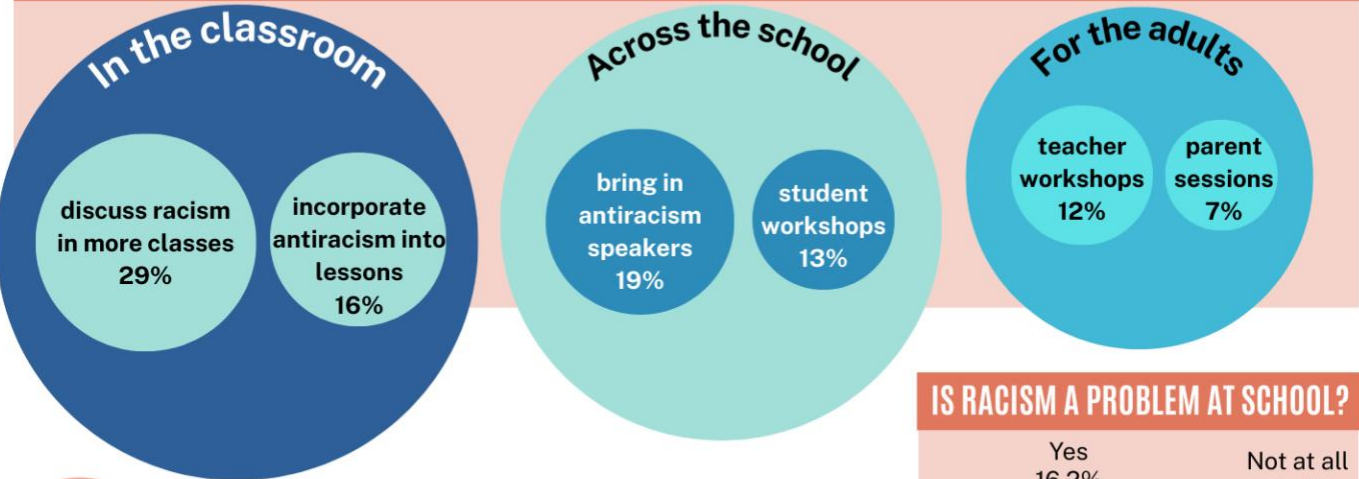 In the classroom
discuss racism
in more classes
29%
incorporate
antiracism into
lessons
16%
Across the school
bring in
antiracism
speakers
19%
student
workshops
13%
For the adults
teacher
workshops
12%
parent
sessions
7%
IS RACISM A PROBLEM AT SCHOOL?
Yes
16.2%
Not at all